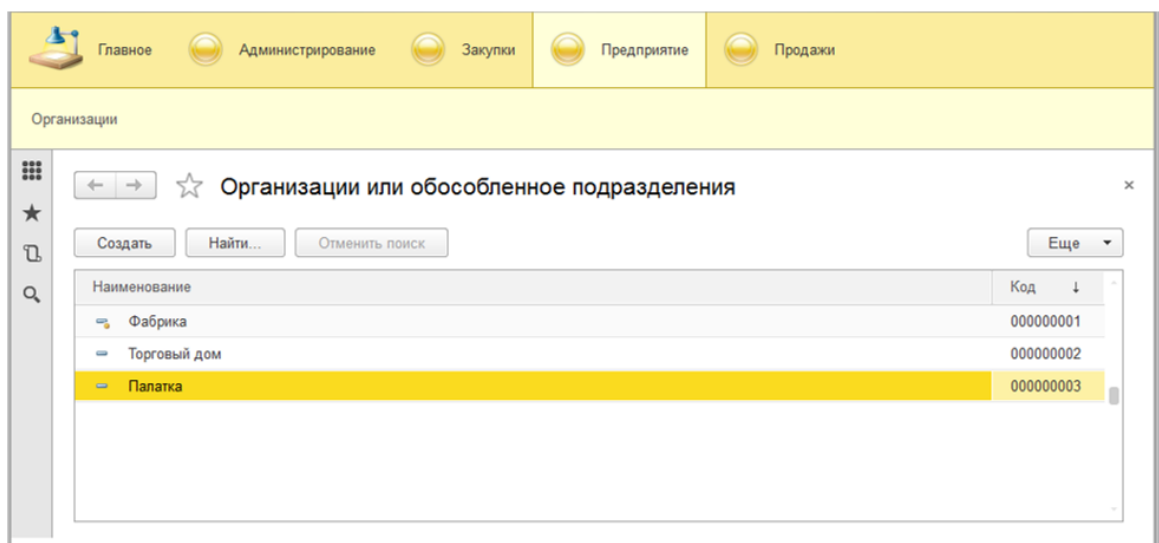 Главное Администрирование Закупки Предприятие Продажи
Организации
Организации или обособленное подразделения
Создать Найти... Отменить поиск Еще
Наименование Код
Фабрика 000000001
Торговый дом 000000002
Палатка 000000003